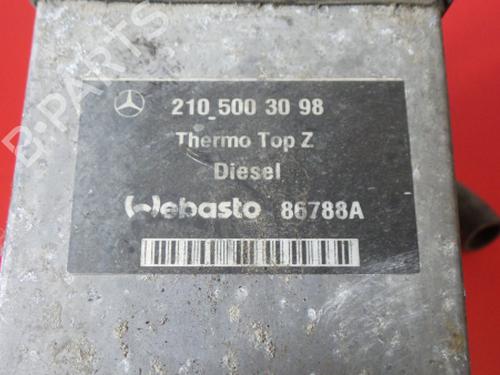 B-PARTS
210 500 30 98
Thermo Top Z
Diesel
Webasto 86788A